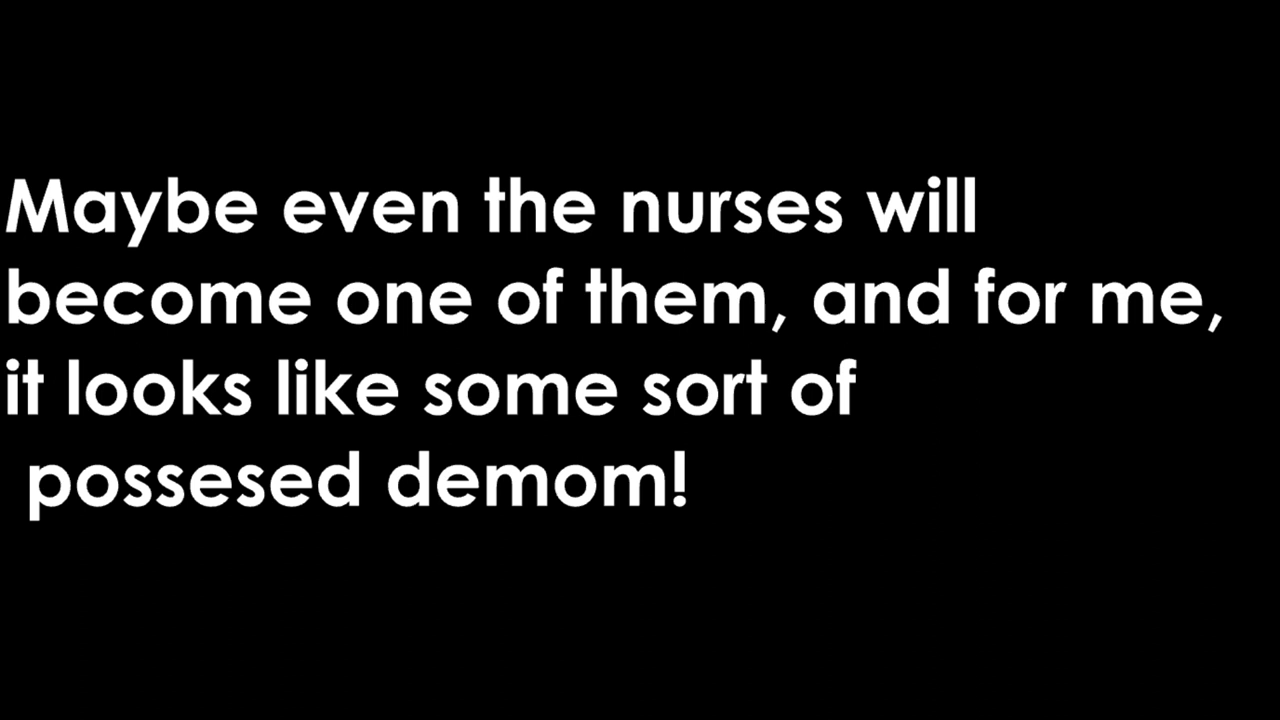 Maybe even the nurses will
become one of them, and for me,
it looks like some sort of
possesed demom!